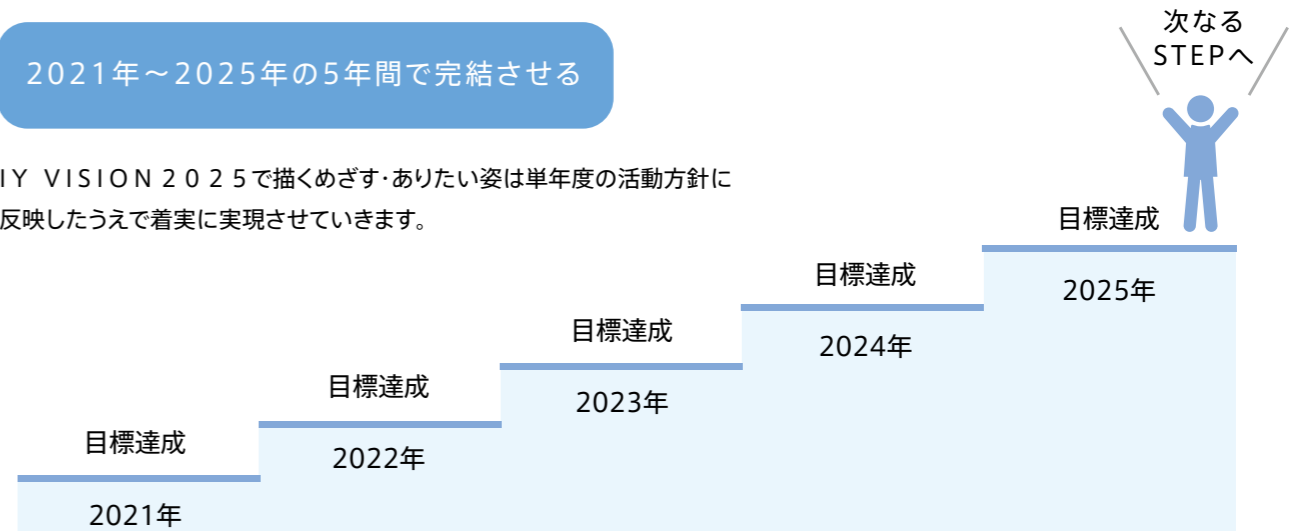 2021年～2025年の5年間で完結させる
IY VISION2025で描くめざす･ありたい姿は単年度の活動方針に
反映したうえで着実に実現させていきます。
次なる
STEPへ
目標達成
2021年
目標達成
2022年
目標達成
2023年
目標達成
2024年
目標達成
2025年